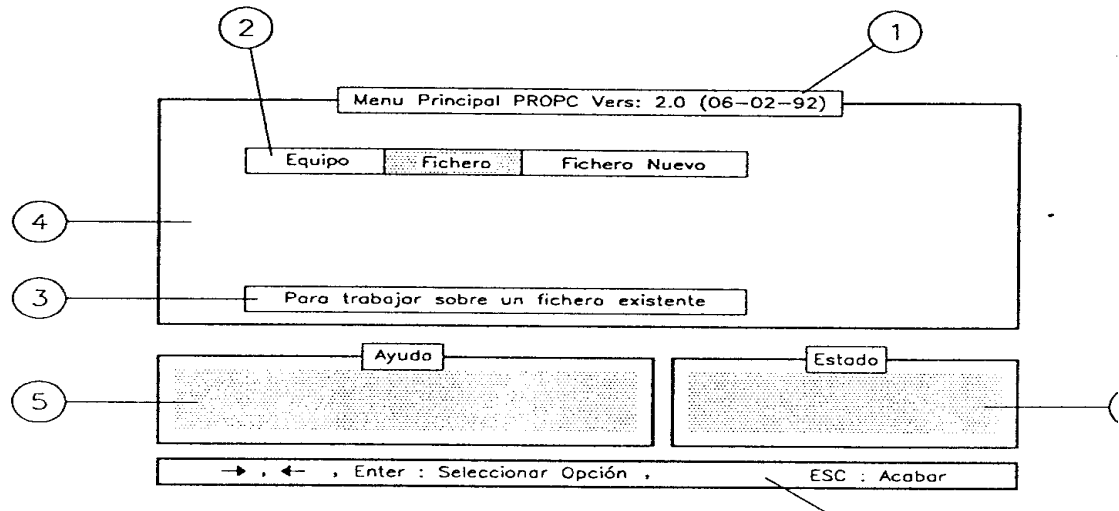 2
1
Menu Principal PROPC Vers: 2.0 (06-02-92)
Equipo Fichero Fichero Nuevo
4
3
Para trabajar sobre un fichero existente
Ayuda Estado
5
→ , ← , Enter : Seleccionar Opción , ESC : Acabar